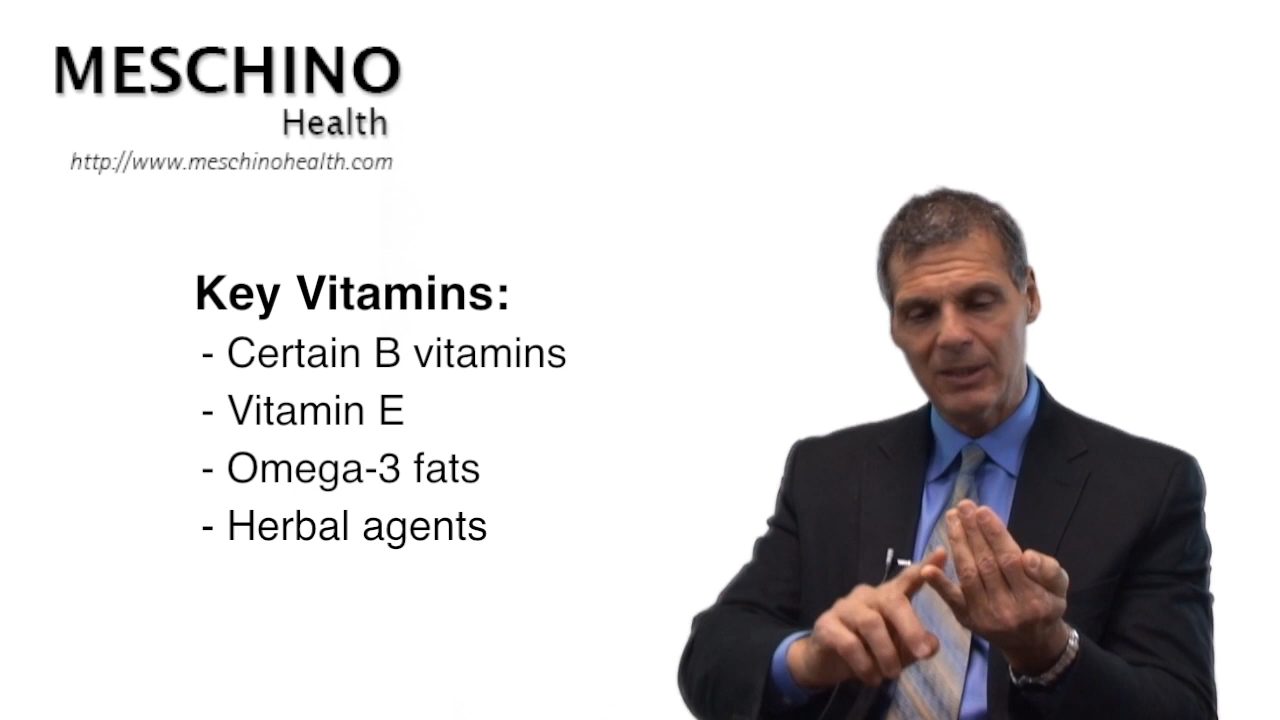 MESCHINO
Health
http://www.meschinohealth.com
Key Vitamins:
- Certain B vitamins
- Vitamin E
- Omega-3 fats
- Herbal agents